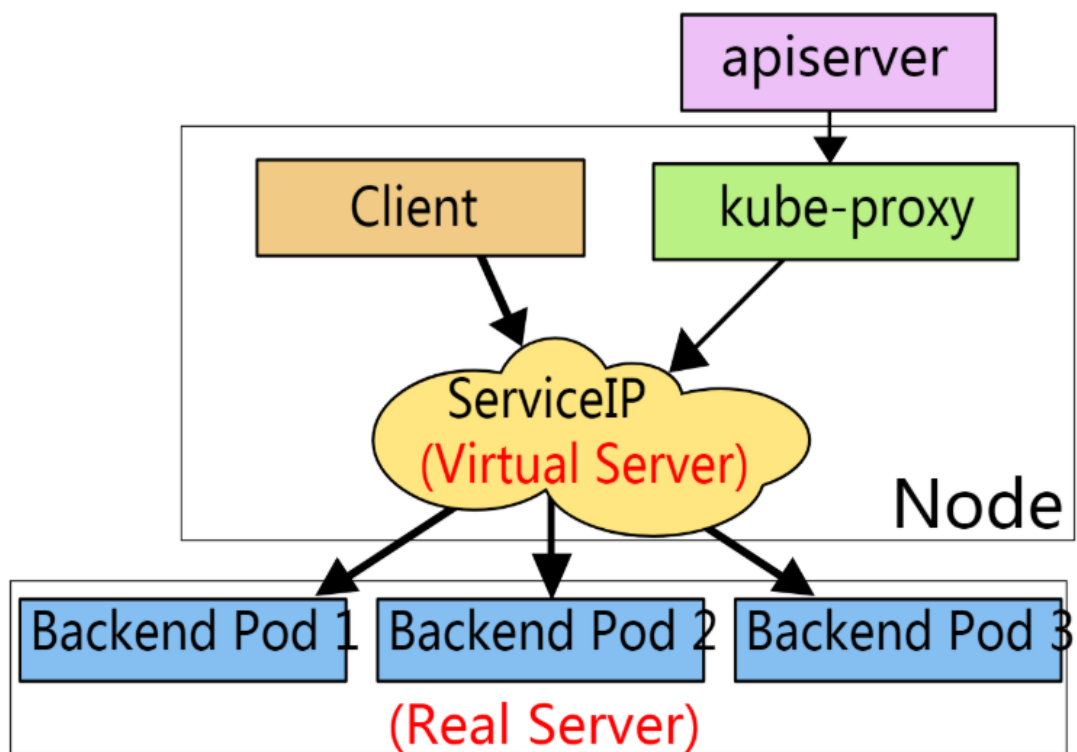 apiserver
Client
kube-proxy
ServiceIP
(Virtual Server)
Node
Backend Pod 1
Backend Pod 2
Backend Pod 3
(Real Server)